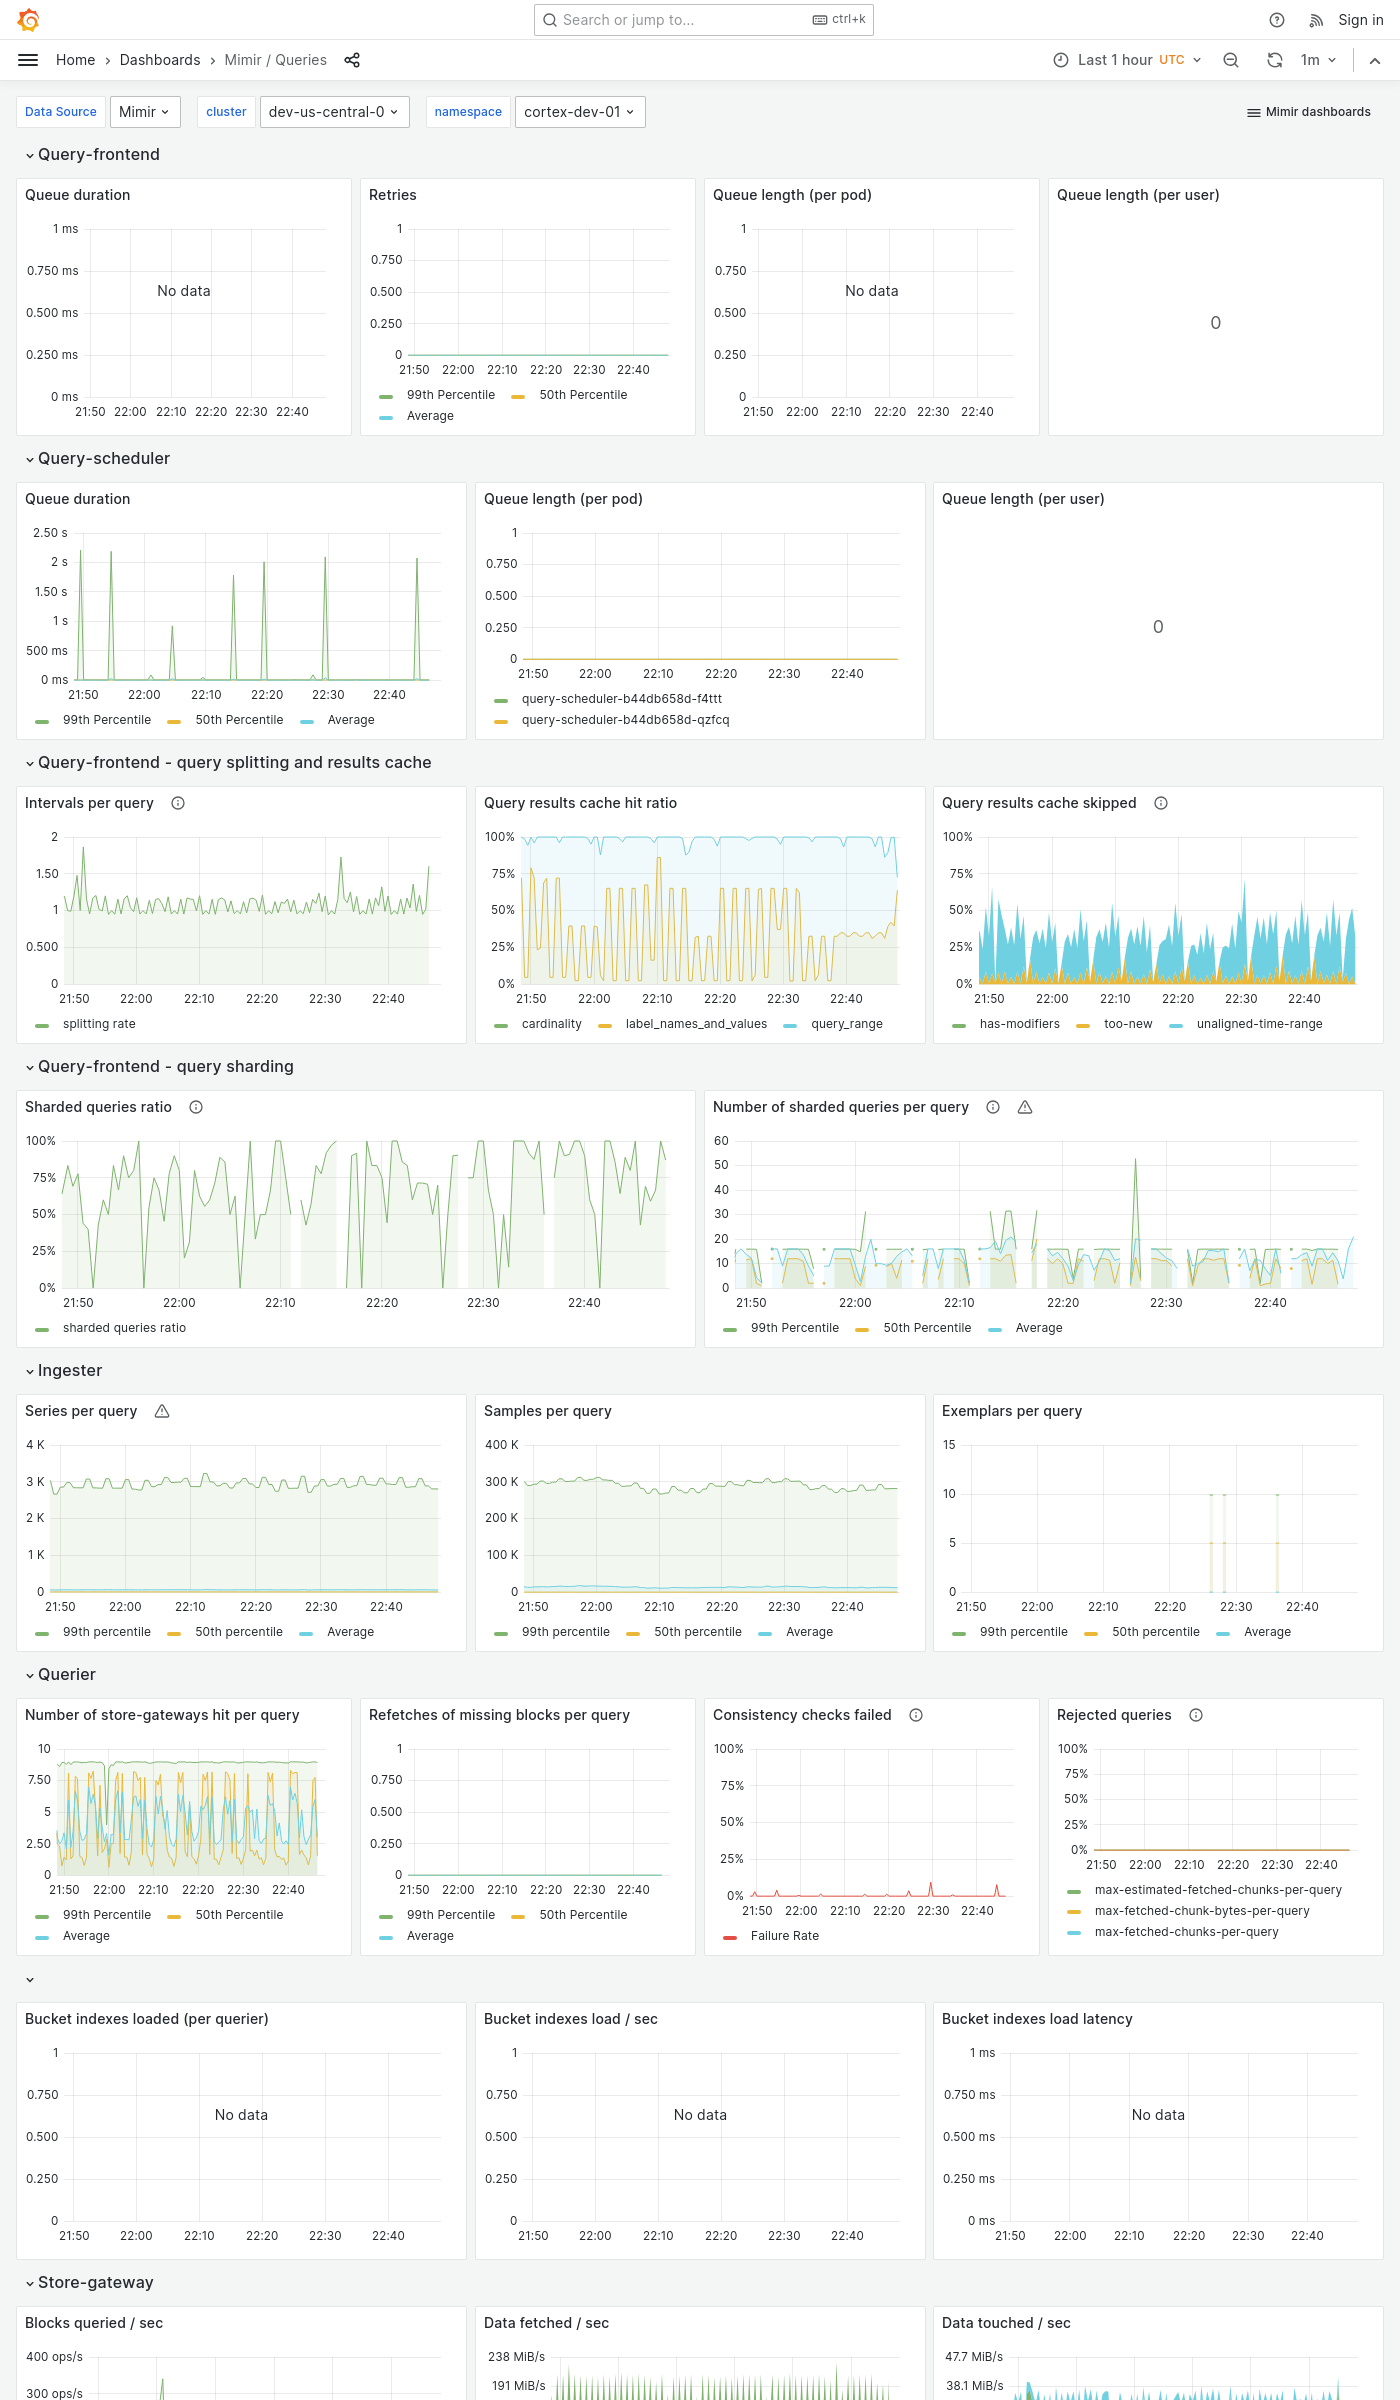 Search or jump to...
ctrl+k
Sign in
Home
Dashboards
Mimir / Queries
Last 1 hour UTC
1m
Data Source
Mimir
cluster
dev-us-central-0
namespace
cortex-dev-01
Mimir dashboards
Query-frontend
Queue duration
1 ms
0.750 ms
0.500 ms
0.250 ms
0 ms
No data
21:50 22:00 22:10 22:20 22:30 22:40
Retries
1
0.750
0.500
0.250
0
21:50 22:00 22:10 22:20 22:30 22:40
99th Percentile 50th Percentile
Average
Queue length (per pod)
1
0.750
0.500
0.250
0
No data
21:50 22:00 22:10 22:20 22:30 22:40
Queue length (per user)
0
Query-scheduler
Queue duration
2.50 s
2 s
1.50 s
1 s
500 ms
0 ms
21:50 22:00 22:10 22:20 22:30 22:40
99th Percentile 50th Percentile Average
Queue length (per pod)
1
0.750
0.500
0.250
0
21:50 22:00 22:10 22:20 22:30 22:40
query-scheduler-b44db658d-f4ttt
query-scheduler-b44db658d-qzfcq
Queue length (per user)
0
Query-frontend - query splitting and results cache
Intervals per query
2
1.50
1
0.500
0
21:50 22:00 22:10 22:20 22:30 22:40
splitting rate
Query results cache hit ratio
100%
75%
50%
25%
0%
21:50 22:00 22:10 22:20 22:30 22:40
cardinality label_names_and_values query_range
Query results cache skipped
100%
75%
50%
25%
0%
21:50 22:00 22:10 22:20 22:30 22:40
has-modifiers too-new unaligned-time-range
Query-frontend - query sharding
Sharded queries ratio
100%
75%
50%
25%
0%
21:50 22:00 22:10 22:20 22:30 22:40
sharded queries ratio
Number of sharded queries per query
60
50
40
30
20
10
0
21:50 22:00 22:10 22:20 22:30 22:40
99th Percentile 50th Percentile Average
Ingester
Series per query
4 K
3 K
2 K
1 K
0
21:50 22:00 22:10 22:20 22:30 22:40
99th percentile 50th percentile Average
Samples per query
400 K
300 K
200 K
100 K
0
21:50 22:00 22:10 22:20 22:30 22:40
99th percentile 50th percentile Average
Exemplars per query
15
10
5
0
21:50 22:00 22:10 22:20 22:30 22:40
99th percentile 50th percentile Average
Querier
Number of store-gateways hit per query
10
7.50
5
2.50
0
21:50 22:00 22:10 22:20 22:30 22:40
99th Percentile 50th Percentile
Average
Refetches of missing blocks per query
1
0.750
0.500
0.250
0
21:50 22:00 22:10 22:20 22:30 22:40
99th Percentile 50th Percentile
Average
Consistency checks failed
100%
75%
50%
25%
0%
21:50 22:00 22:10 22:20 22:30 22:40
Failure Rate
Rejected queries
100%
75%
50%
25%
0%
21:50 22:00 22:10 22:20 22:30 22:40
max-estimated-fetched-chunks-per-query
max-fetched-chunk-bytes-per-query
max-fetched-chunks-per-query
Bucket indexes loaded (per querier)
1
0.750
0.500
0.250
0
No data
21:50 22:00 22:10 22:20 22:30 22:40
Bucket indexes load / sec
1
0.750
0.500
0.250
0
No data
21:50 22:00 22:10 22:20 22:30 22:40
Bucket indexes load latency
1 ms
0.750 ms
0.500 ms
0.250 ms
0 ms
No data
21:50 22:00 22:10 22:20 22:30 22:40
Store-gateway
Blocks queried / sec
400 ops/s
300 ops/s
Data fetched / sec
238 MiB/s
191 MiB/s
Data touched / sec
47.7 MiB/s
38.1 MiB/s